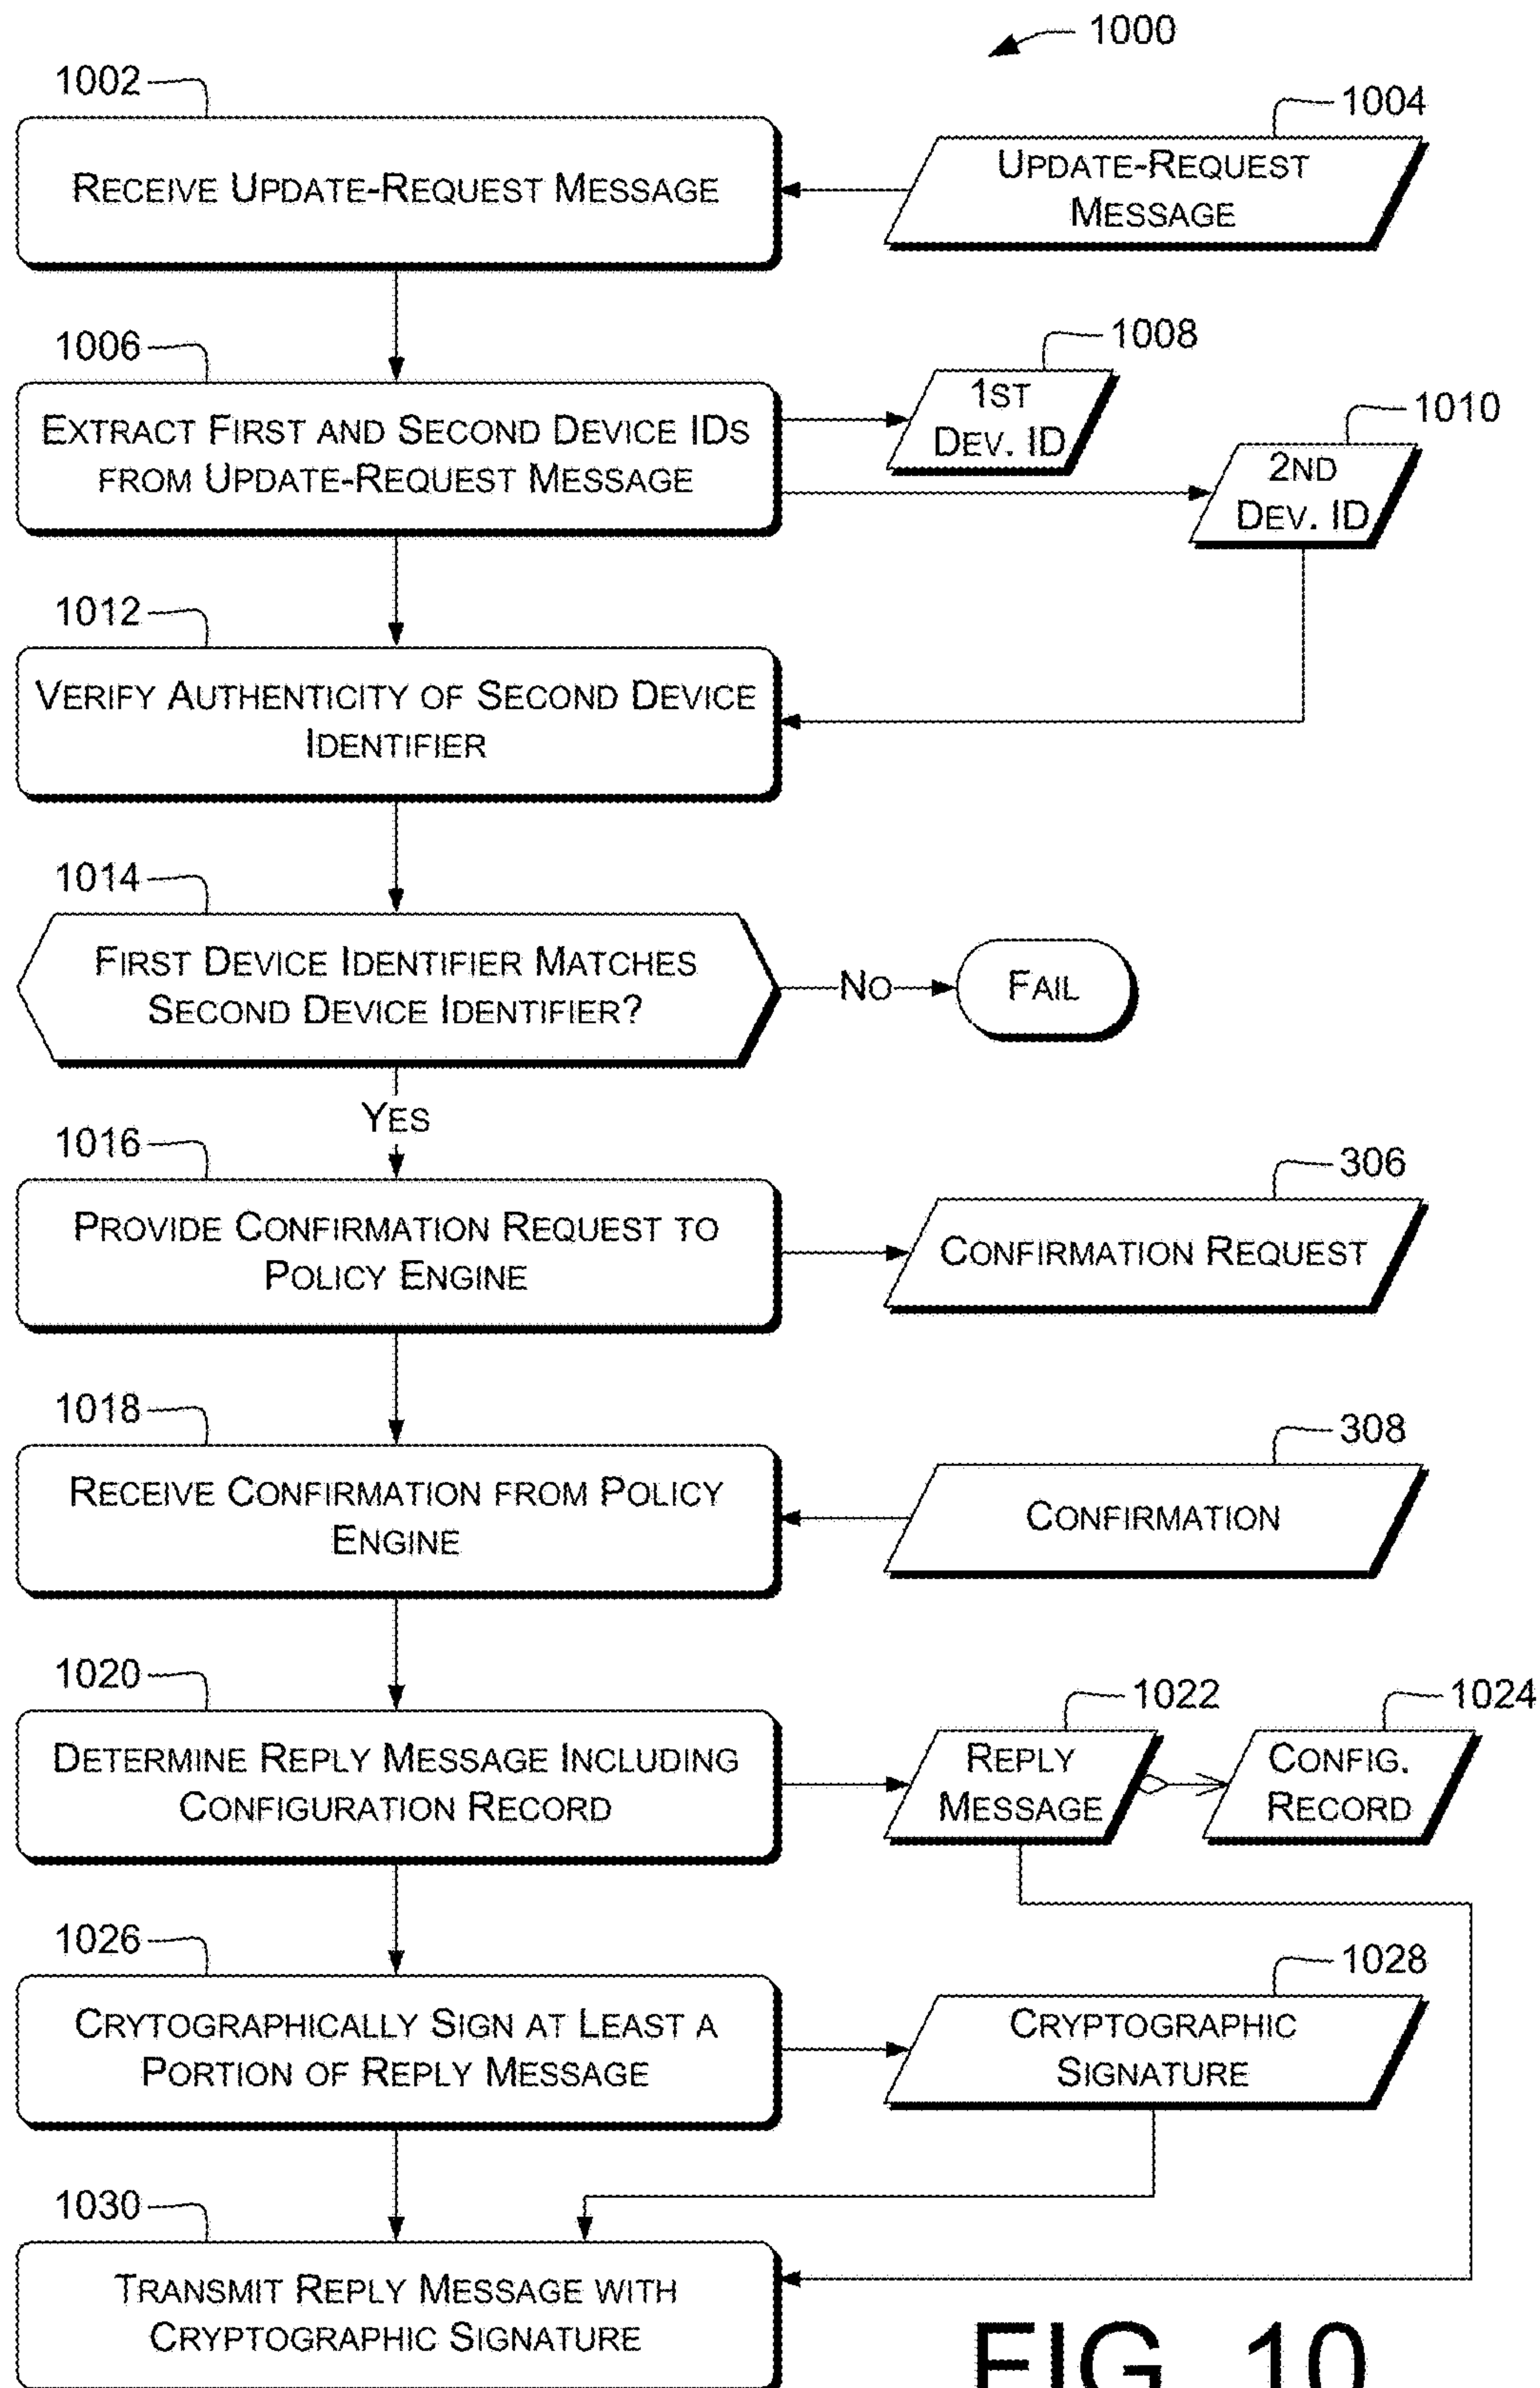 1000
1002
1004
RECEIVE UPDATE-REQUEST MESSAGE
UPDATE-REQUEST
MESSAGE
1006
1008
1010
EXTRACT FIRST AND SECOND DEVICE IDS
FROM UPDATE-REQUEST MESSAGE
1ST
DEV. ID
2ND
DEV. ID
1012
VERIFY AUTHENTICITY OF SECOND DEVICE
IDENTIFIER
1014
FIRST DEVICE IDENTIFIER MATCHES
SECOND DEVICE IDENTIFIER?
NO
FAIL
YES
1016
306
PROVIDE CONFIRMATION REQUEST TO
POLICY ENGINE
CONFIRMATION REQUEST
1018
308
RECEIVE CONFIRMATION FROM POLICY
ENGINE
CONFIRMATION
1020
1022
1024
DETERMINE REPLY MESSAGE INCLUDING
CONFIGURATION RECORD
REPLY
MESSAGE
CONFIG.
RECORD
1026
1028
CRYTOGRAPHICALLY SIGN AT LEAST A
PORTION OF REPLY MESSAGE
CRYPTOGRAPHIC
SIGNATURE
1030
TRANSMIT REPLY MESSAGE WITH
CRYPTOGRAPHIC SIGNATURE
FIG. 10